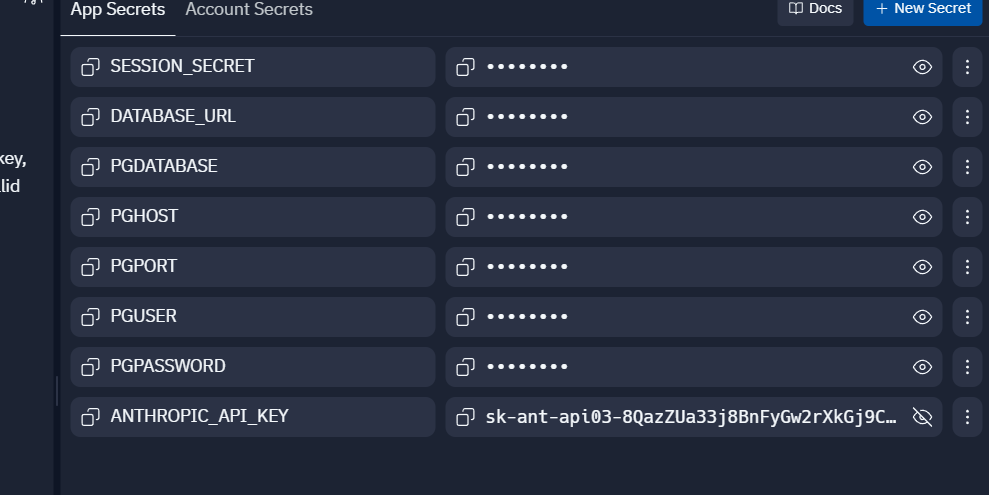 App Secrets Account Secrets Docs + New Secret
SESSION_SECRET ••••••••
DATABASE_URL ••••••••
key,
PGDATABASE ••••••••
lid
PGHOST ••••••••
PGPORT ••••••••
PGUSER ••••••••
PGPASSWORD ••••••••
ANTHROPIC_API_KEY sk-ant-api03-8QazZUa33j8BnFyGw2rXkGj9C…